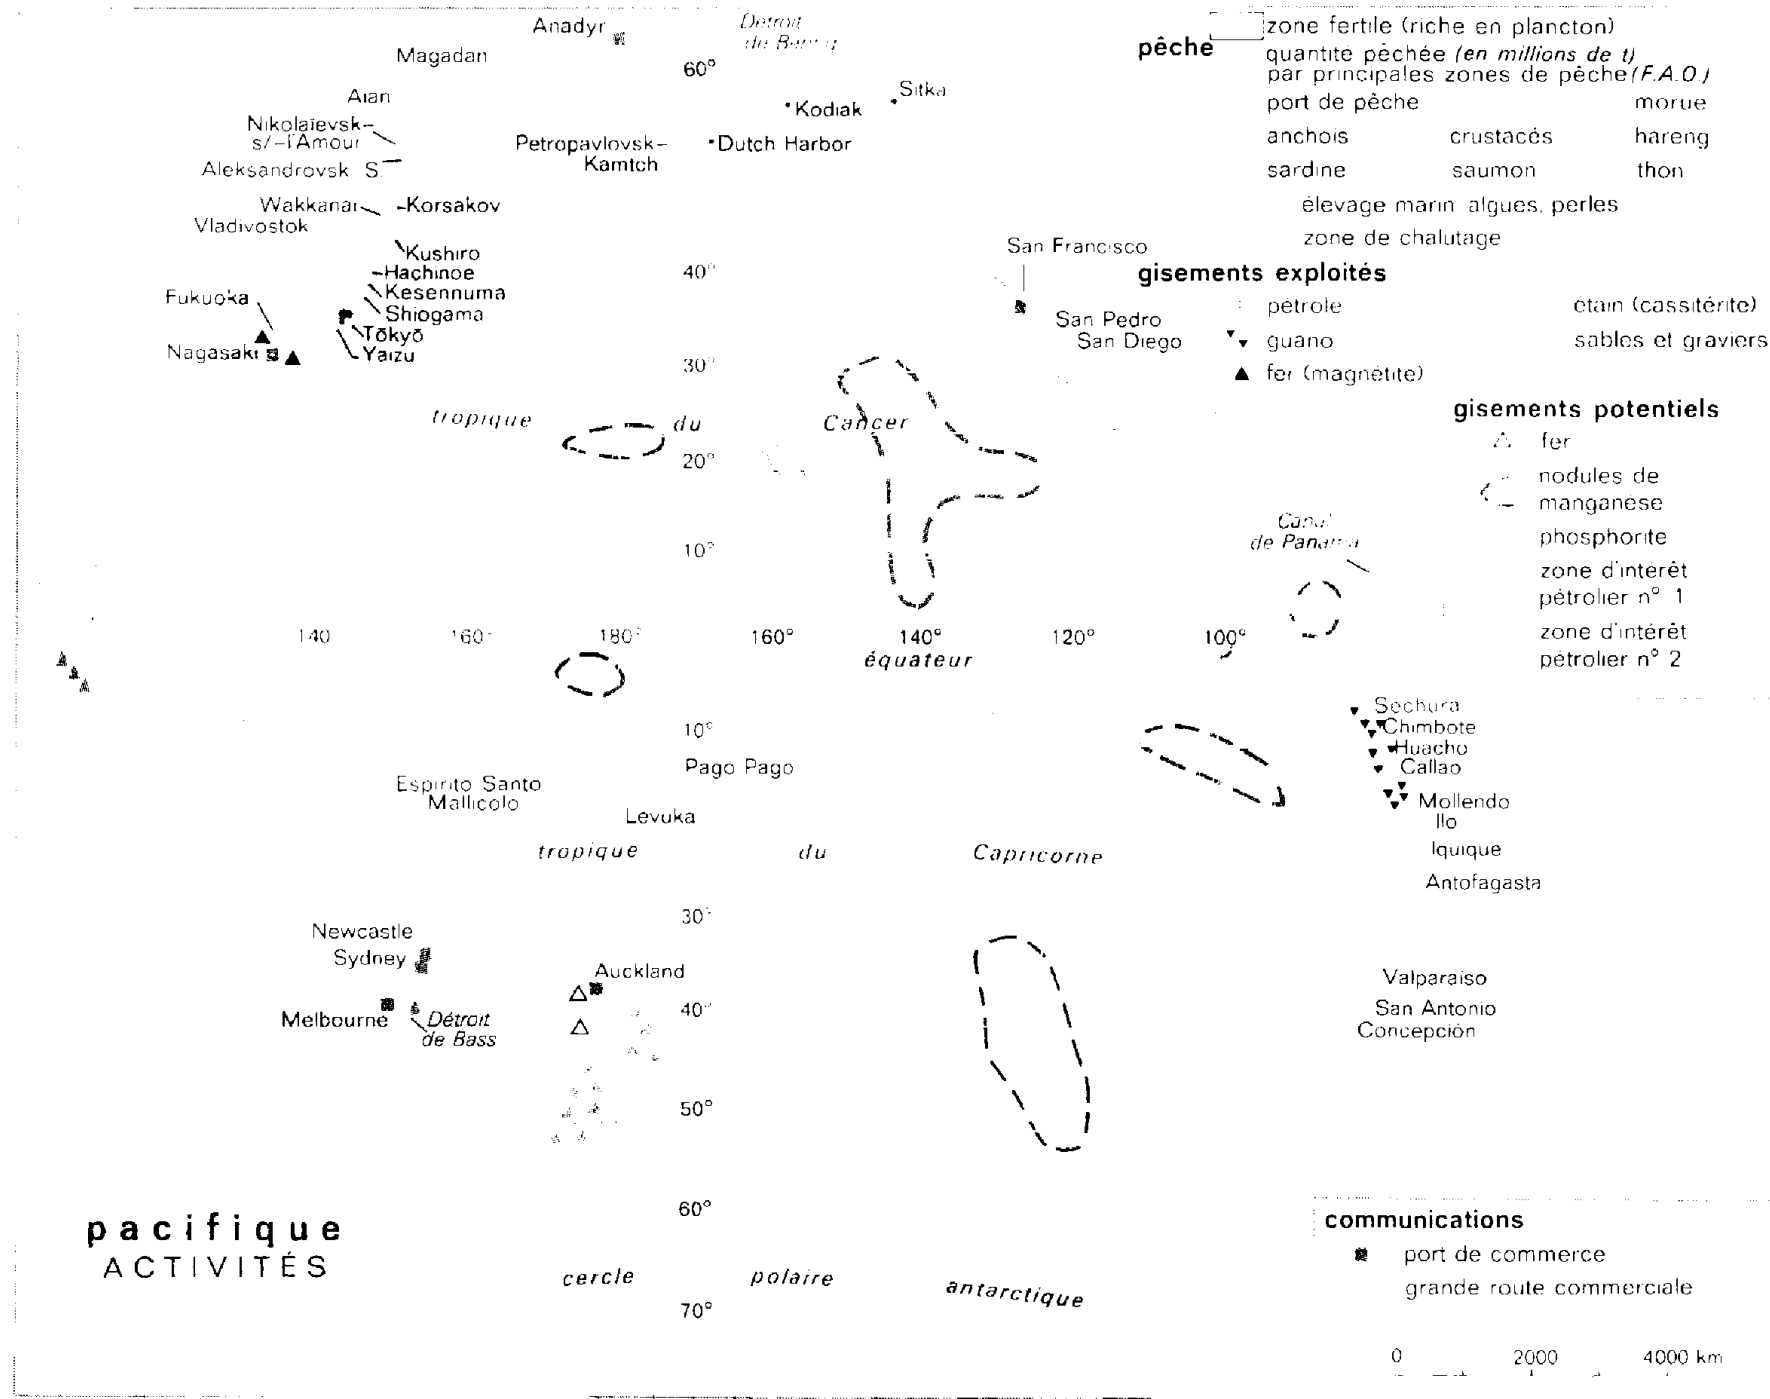 Anadyr
Détroit
de Bering
Magadan
60°
Sitka
Aian
Kodiak
Nikolaïevsk-
s/-l'Amour
Petropavlovsk-
Kamtch
Dutch Harbor
Aleksandrovsk S.
Wakkanai
Korsakov
Vladivostok
Kushiro
San Francisco
40°
Hachinoe
Kesennuma
Fukuoka
Shiogama
San Pedro
Tōkyō
San Diego
Nagasaki
Yaizu
30°
tropique du Cancer
20°
Canal
de Panama
10°
140 160° 180° 160° 140° 120° 100°
équateur
Sechura
10°
Chimbote
Huacho
Pago Pago
Callao
Espirito Santo
Mallicolo
Mollendo
Levuka
Ilo
tropique du Capricorne
Iquique
Antofagasta
30°
Newcastle
Sydney
Auckland
Valparaiso
40°
San Antonio
Melbourne
Détroit
de Bass
Concepción
50°
60°
cercle polaire antarctique
70°
pacifique
ACTIVITÉS
pêche
zone fertile (riche en plancton)
quantité pêchée (en millions de t)
par principales zones de pêche (F.A.O.)
port de pêche morue
anchois crustacés hareng
sardine saumon thon
élevage marin algues, perles
zone de chalutage
gisements exploités
pétrole étain (cassitérite)
guano sables et graviers
fer (magnétite)
gisements potentiels
fer
nodules de
manganèse
phosphorite
zone d'intérêt
pétrolier n° 1
zone d'intérêt
pétrolier n° 2
communications
port de commerce
grande route commerciale
0 2000 4000 km